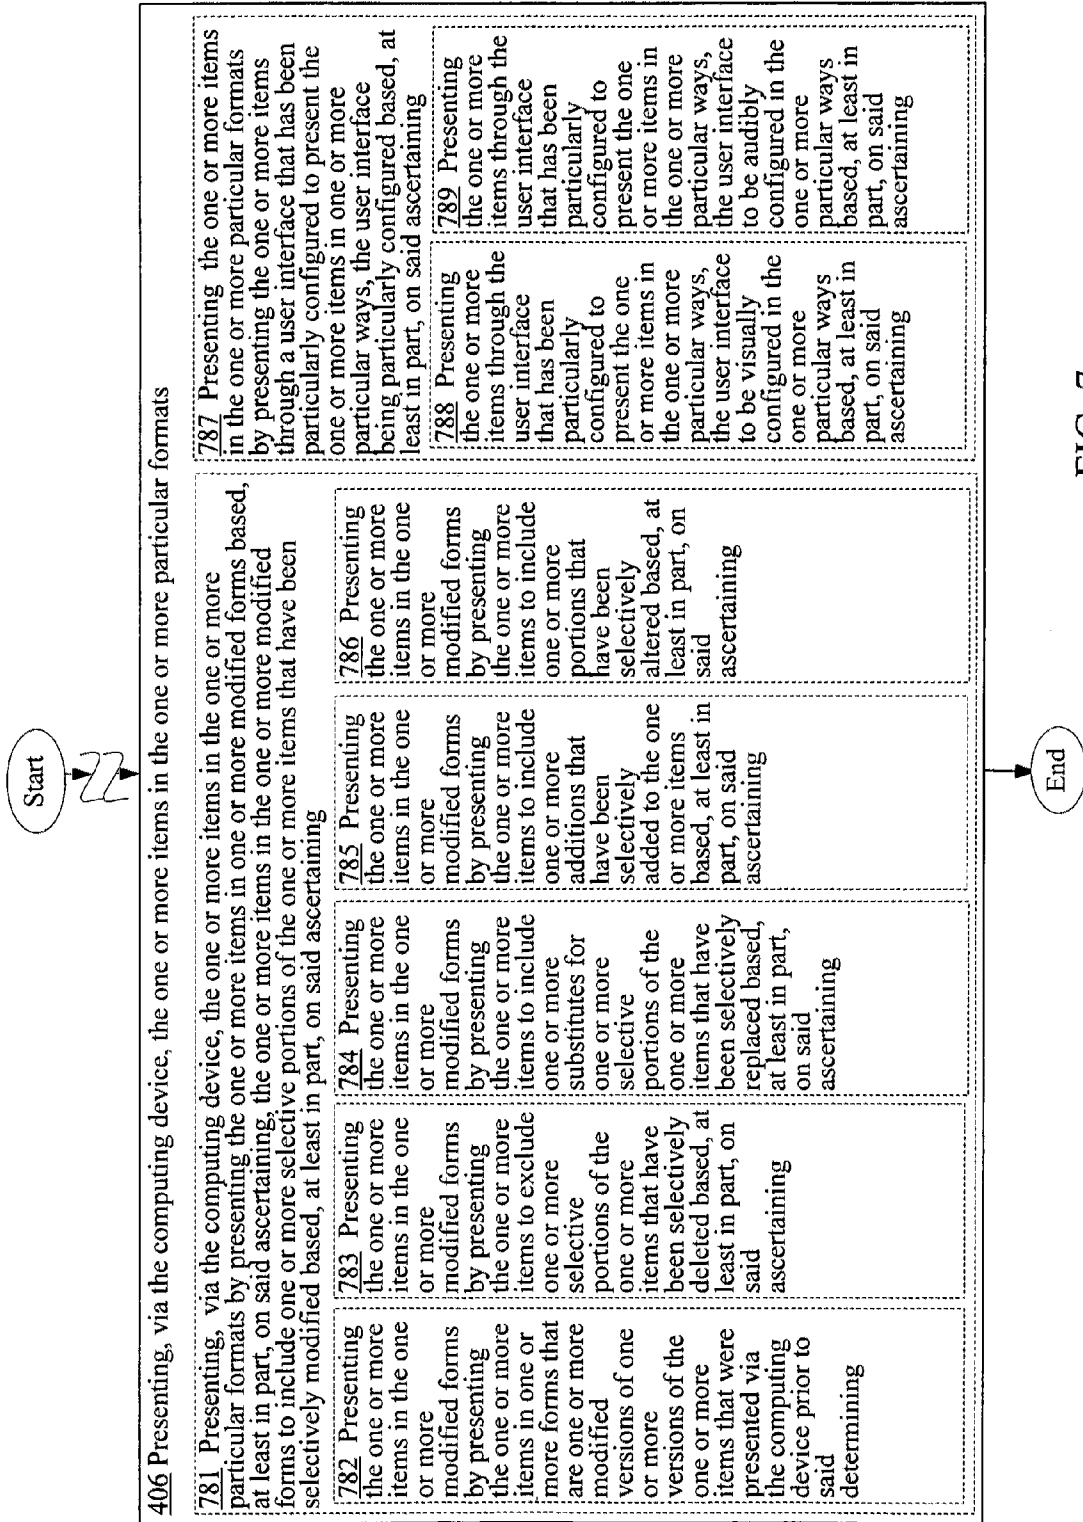 Start
406 Presenting, via the computing device, the one or more items in the one or more particular formats
781 Presenting, via the computing device, the one or more items in the one or more
particular formats by presenting the one or more items in one or more modified forms based,
at least in part, on said ascertaining, the one or more items in the one or more modified
forms to include one or more selective portions of the one or more items that have been
selectively modified based, at least in part, on said ascertaining
782 Presenting
the one or more
items in the one
or more
modified forms
by presenting
the one or more
items in one or
more forms that
are one or more
modified
versions of one
or more
versions of the
one or more
items that were
presented via
the computing
device prior to
said
determining
783 Presenting
the one or more
items in the one
or more
modified forms
by presenting
the one or more
items to exclude
one or more
selective
portions of the
one or more
items that have
been selectively
deleted based, at
least in part, on
said
ascertaining
784 Presenting
the one or more
items in the one
or more
modified forms
by presenting
the one or more
items to include
one or more
substitutes for
one or more
selective
portions of the
one or more
items that have
been selectively
replaced based,
at least in part,
on said
ascertaining
785 Presenting
the one or more
items in the one
or more
modified forms
by presenting
the one or more
items to include
one or more
additions that
have been
selectively
added to the one
or more items
based, at least in
part, on said
ascertaining
786 Presenting
the one or more
items in the one
or more
modified forms
by presenting
the one or more
items to include
one or more
portions that
have been
selectively
altered based, at
least in part, on
said
ascertaining
787 Presenting the one or more items
in the one or more particular formats
by presenting the one or more items
through a user interface that has been
particularly configured to present the
one or more items in one or more
particular ways, the user interface
being particularly configured based, at
least in part, on said ascertaining
788 Presenting
the one or more
items through the
user interface
that has been
particularly
configured to
present the one
or more items in
the one or more
particular ways,
the user interface
to be visually
configured in the
one or more
particular ways
based, at least in
part, on said
ascertaining
789 Presenting
the one or more
items through the
user interface
that has been
particularly
configured to
present the one
or more items in
the one or more
particular ways,
the user interface
to be audibly
configured in the
one or more
particular ways
based, at least in
part, on said
ascertaining
End